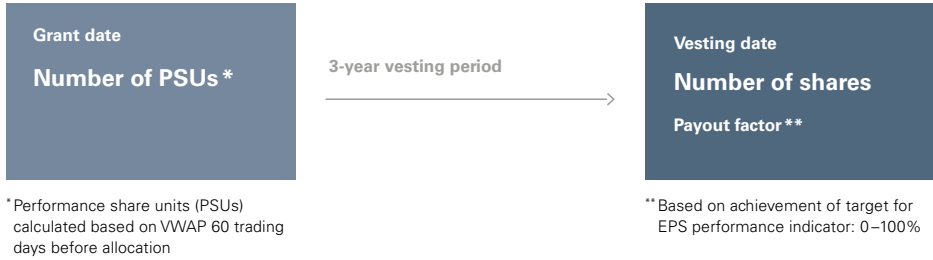 Grant date
Number of PSUs*
3-year vesting period
Vesting date
Number of shares
Payout factor**
*Performance share units (PSUs)
calculated based on VWAP 60 trading
days before allocation
**Based on achievement of target for
EPS performance indicator: 0–100%